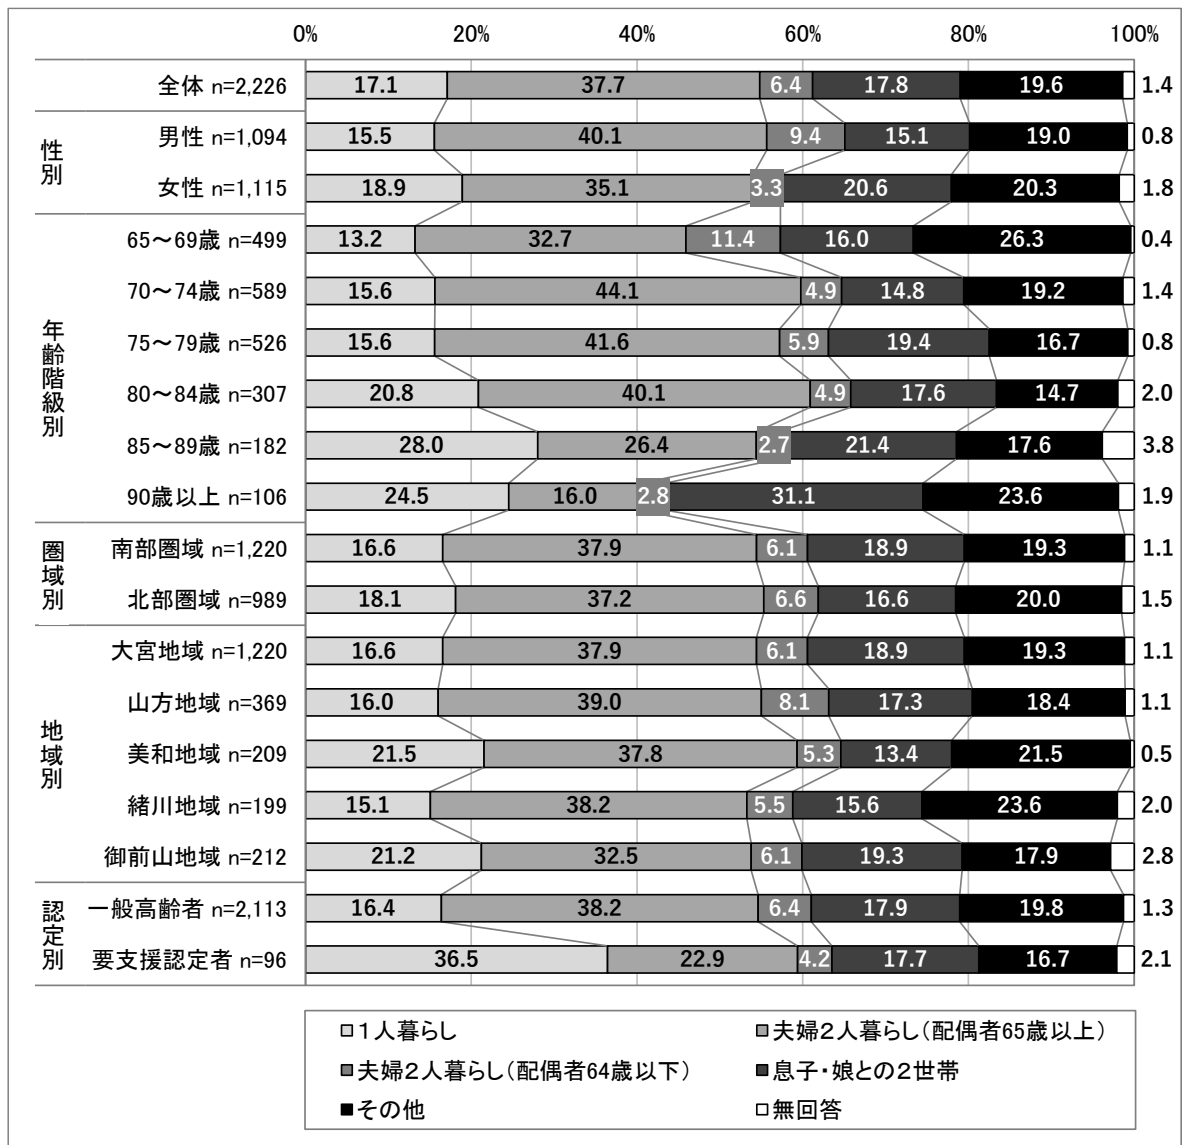 0% 20% 40% 60% 80% 100%
全体 n=2,226 17.1 37.7 6.4 17.8 19.6 1.4
性別
男性 n=1,094 15.5 40.1 9.4 15.1 19.0 0.8
女性 n=1,115 18.9 35.1 3.3 20.6 20.3 1.8
年齢階級別
65～69歳 n=499 13.2 32.7 11.4 16.0 26.3 0.4
70～74歳 n=589 15.6 44.1 4.9 14.8 19.2 1.4
75～79歳 n=526 15.6 41.6 5.9 19.4 16.7 0.8
80～84歳 n=307 20.8 40.1 4.9 17.6 14.7 2.0
85～89歳 n=182 28.0 26.4 2.7 21.4 17.6 3.8
90歳以上 n=106 24.5 16.0 2.8 31.1 23.6 1.9
圏域別
南部圏域 n=1,220 16.6 37.9 6.1 18.9 19.3 1.1
北部圏域 n=989 18.1 37.2 6.6 16.6 20.0 1.5
地域別
大宮地域 n=1,220 16.6 37.9 6.1 18.9 19.3 1.1
山方地域 n=369 16.0 39.0 8.1 17.3 18.4 1.1
美和地域 n=209 21.5 37.8 5.3 13.4 21.5 0.5
緒川地域 n=199 15.1 38.2 5.5 15.6 23.6 2.0
御前山地域 n=212 21.2 32.5 6.1 19.3 17.9 2.8
認定別
一般高齢者 n=2,113 16.4 38.2 6.4 17.9 19.8 1.3
要支援認定者 n=96 36.5 22.9 4.2 17.7 16.7 2.1
１人暮らし 夫婦２人暮らし（配偶者65歳以上）
夫婦２人暮らし（配偶者64歳以下） 息子・娘との２世帯
その他 無回答